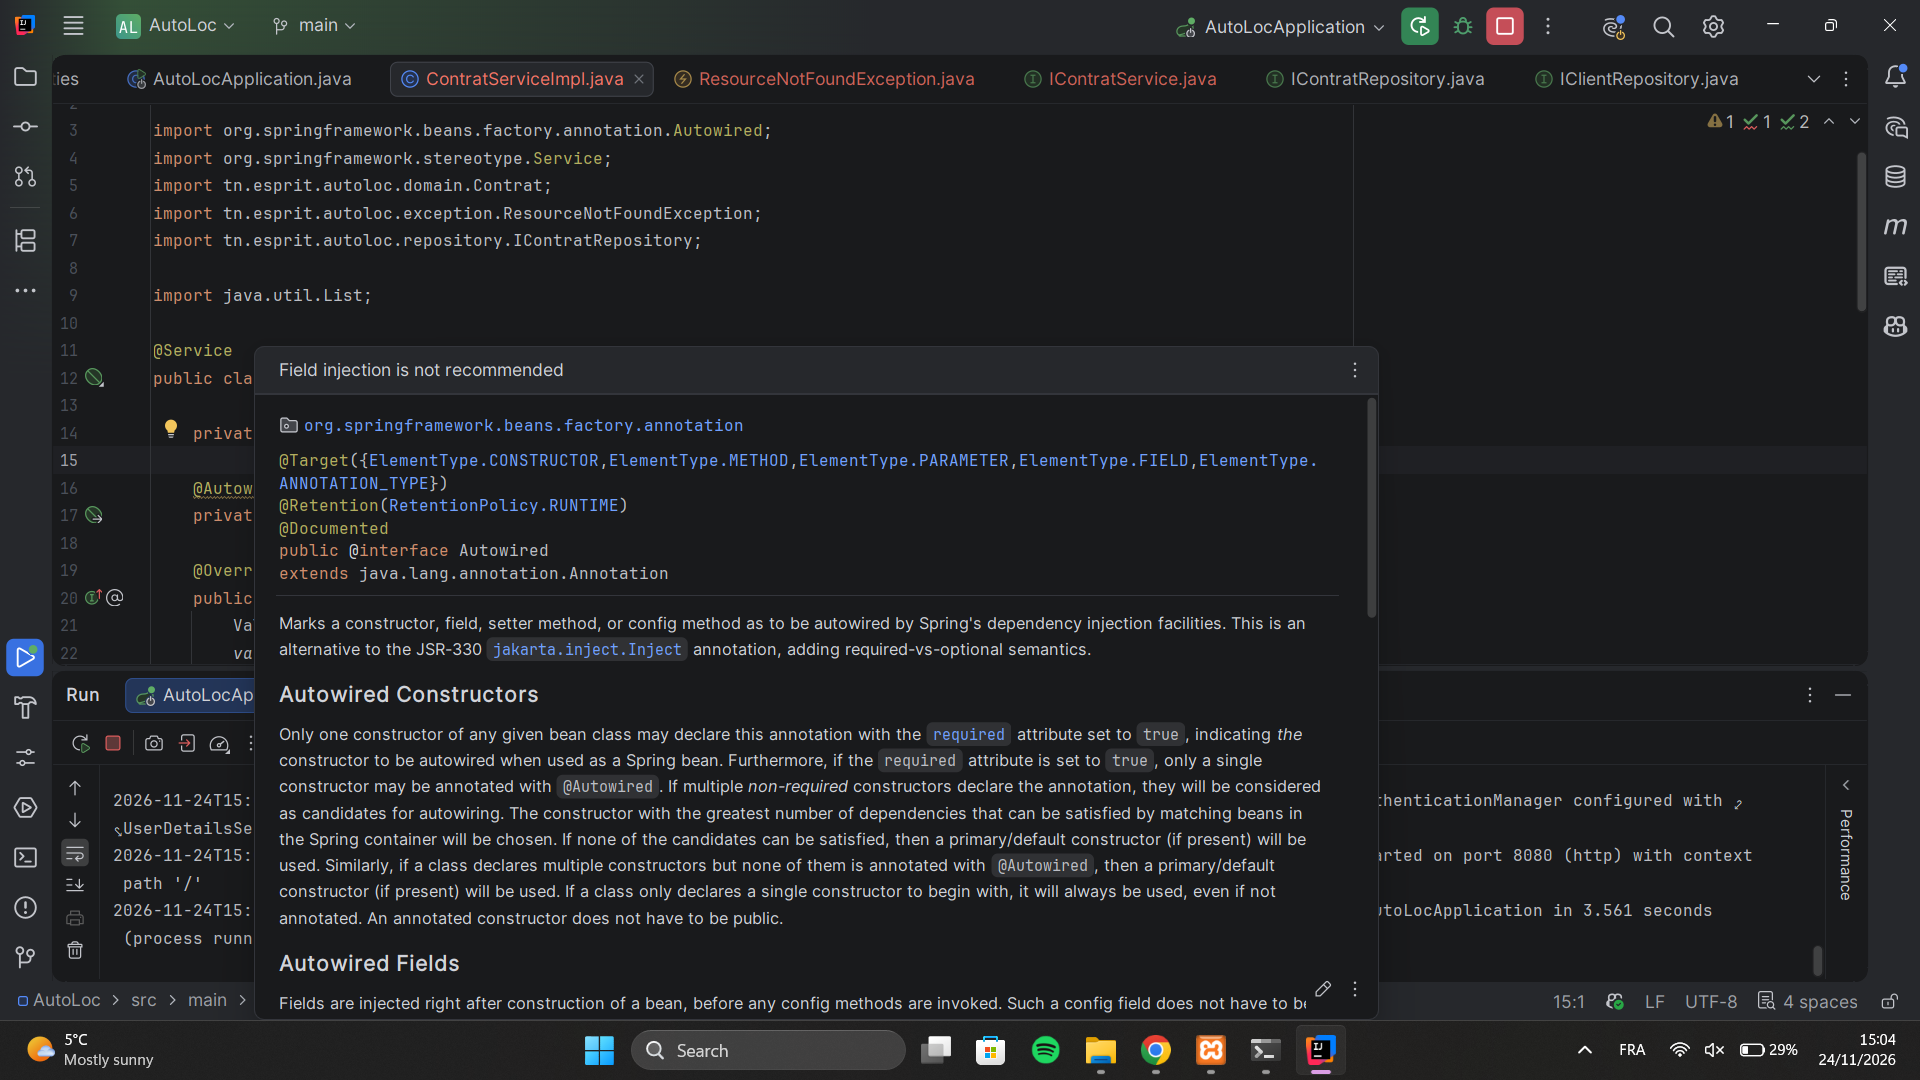 AL AutoLoc main AutoLocApplication
ies AutoLocApplication.java ContratServiceImpl.java ResourceNotFoundException.java IContratService.java IContratRepository.java IClientRepository.java
1 1 2
3 import org.springframework.beans.factory.annotation.Autowired;
4 import org.springframework.stereotype.Service;
5 import tn.esprit.autoloc.domain.Contrat;
6 import tn.esprit.autoloc.exception.ResourceNotFoundException;
7 import tn.esprit.autoloc.repository.IContratRepository;
8
9 import java.util.List;
10
11 @Service
12 public cla
13
14 privat
15
16 @Autow
17 privat
18
19 @Overr
20 public
21 Va
22 va
Field injection is not recommended
org.springframework.beans.factory.annotation
@Target({ElementType.CONSTRUCTOR,ElementType.METHOD,ElementType.PARAMETER,ElementType.FIELD,ElementType.
ANNOTATION_TYPE})
@Retention(RetentionPolicy.RUNTIME)
@Documented
public @interface Autowired
extends java.lang.annotation.Annotation
Marks a constructor, field, setter method, or config method as to be autowired by Spring's dependency injection facilities. This is an
alternative to the JSR-330 jakarta.inject.Inject annotation, adding required-vs-optional semantics.
Autowired Constructors
Only one constructor of any given bean class may declare this annotation with the required attribute set to true, indicating the
constructor to be autowired when used as a Spring bean. Furthermore, if the required attribute is set to true, only a single
constructor may be annotated with @Autowired. If multiple non-required constructors declare the annotation, they will be considered
as candidates for autowiring. The constructor with the greatest number of dependencies that can be satisfied by matching beans in
the Spring container will be chosen. If none of the candidates can be satisfied, then a primary/default constructor (if present) will be
used. Similarly, if a class declares multiple constructors but none of them is annotated with @Autowired, then a primary/default
constructor (if present) will be used. If a class only declares a single constructor to begin with, it will always be used, even if not
annotated. An annotated constructor does not have to be public.
Autowired Fields
Fields are injected right after construction of a bean, before any config methods are invoked. Such a config field does not have to be
Run AutoLocAp
2026-11-24T15: thenticationManager configured with
UserDetailsSe
2026-11-24T15: arted on port 8080 (http) with context
path '/'
2026-11-24T15: utoLocApplication in 3.561 seconds
(process runn
Performance
AutoLoc > src > main >
15:1 LF UTF-8 4 spaces
5°C
Mostly sunny
Search
FRA
29%
15:04
24/11/2026